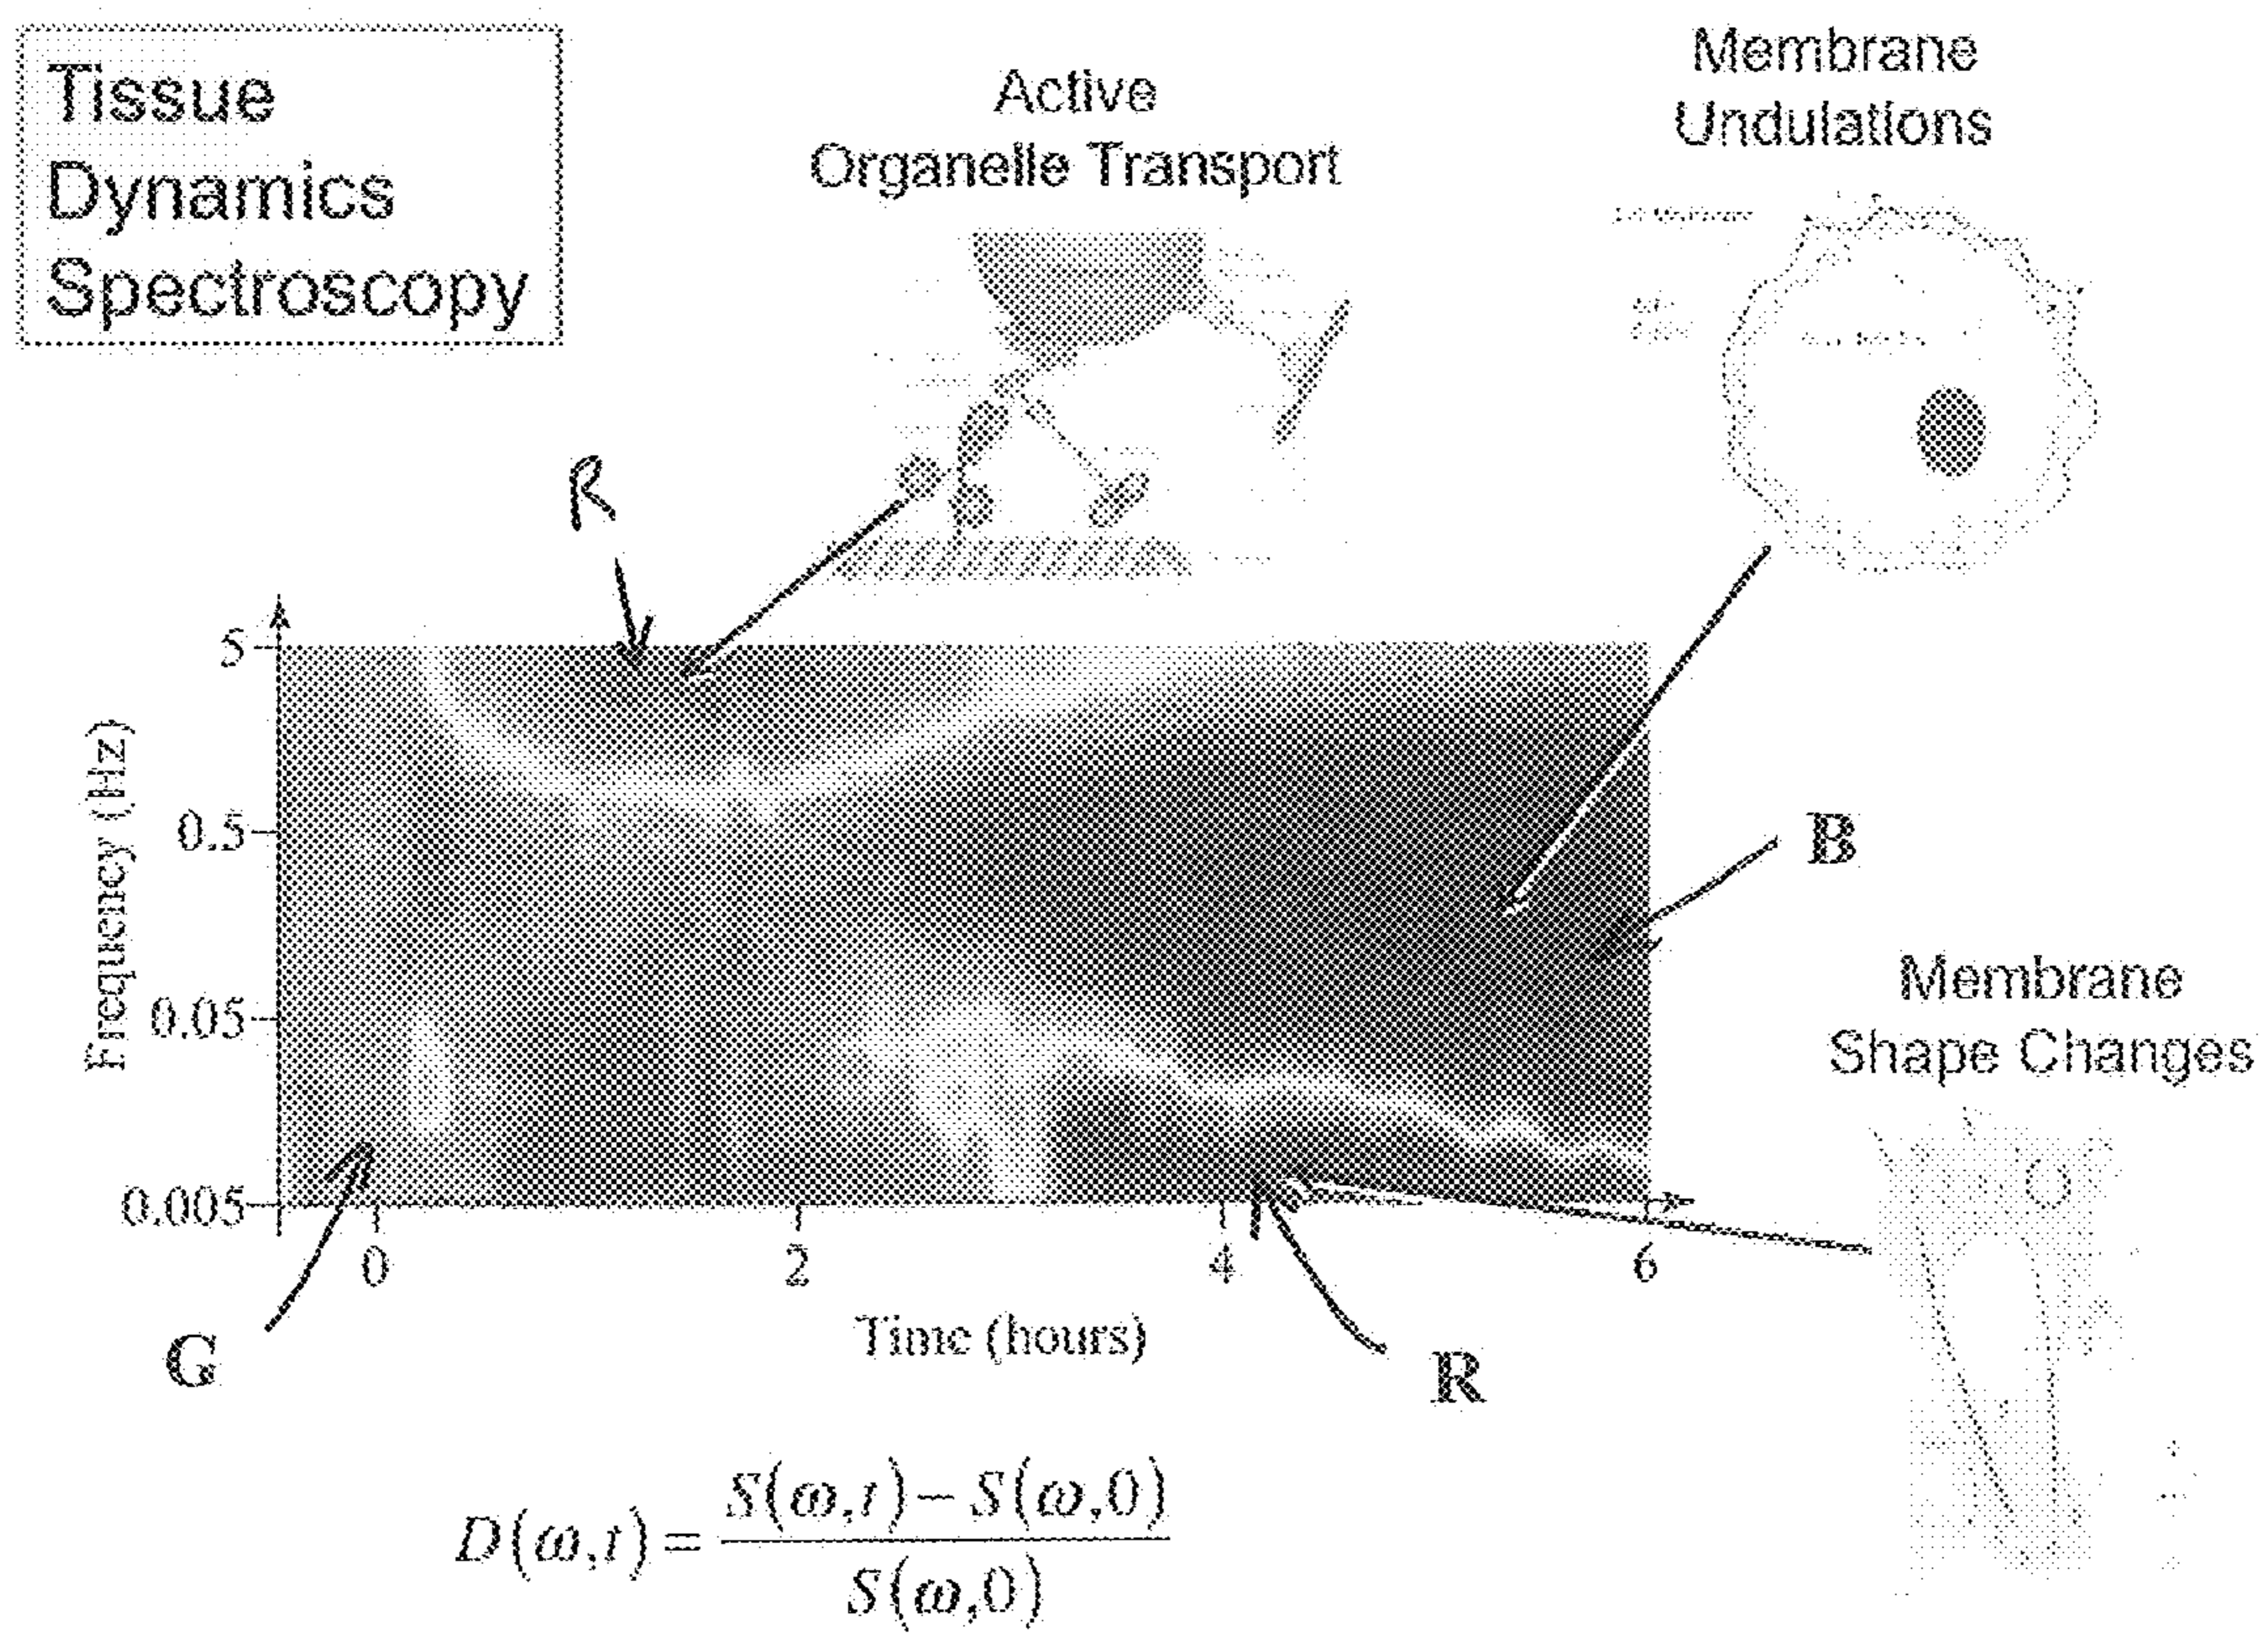 Tissue
Dynamics
Spectroscopy
Active
Organelle Transport
Membrane
Undulations
R
5
0.5
0.05
0.005
Frequency (Hz)
B
Membrane
Shape Changes
0
2
4
6
Time (hours)
G
R
D(ω,t) = S(ω,t) − S(ω,0)
S(ω,0)